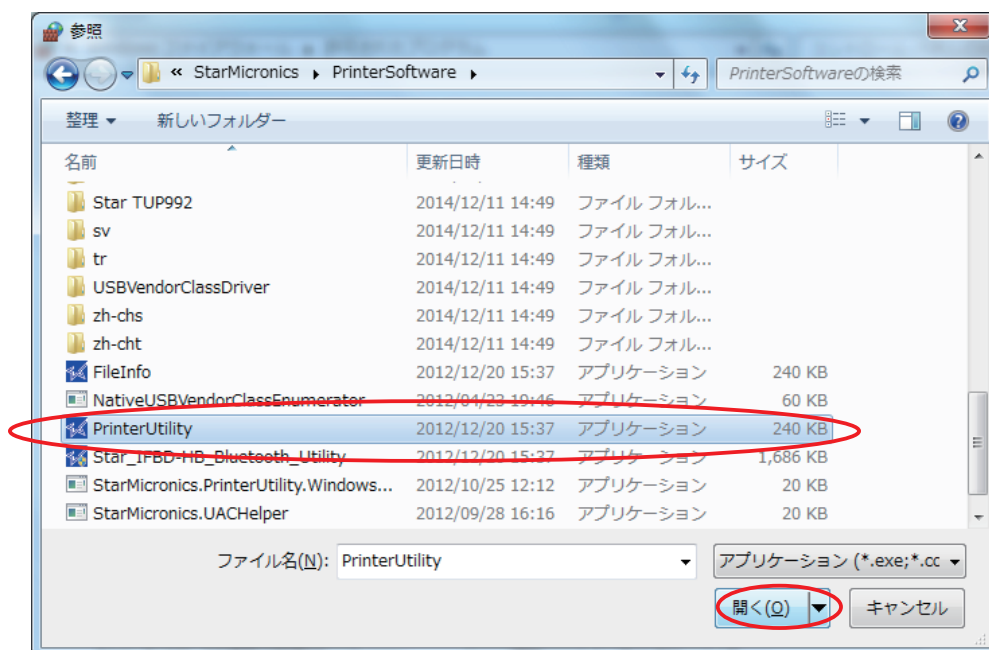 参照
« StarMicronics ▸ PrinterSoftware ▸ PrinterSoftwareの検索
整理 ▼ 新しいフォルダー
名前 更新日時 種類 サイズ
Star TUP992 2014/12/11 14:49 ファイル フォル...
sv 2014/12/11 14:49 ファイル フォル...
tr 2014/12/11 14:49 ファイル フォル...
USBVendorClassDriver 2014/12/11 14:49 ファイル フォル...
zh-chs 2014/12/11 14:49 ファイル フォル...
zh-cht 2014/12/11 14:49 ファイル フォル...
FileInfo 2012/12/20 15:37 アプリケーション 240 KB
NativeUSBVendorClassEnumerator 2012/04/23 19:46 アプリケーション 60 KB
PrinterUtility 2012/12/20 15:37 アプリケーション 240 KB
Star_IFBD-HB_Bluetooth_Utility 2012/12/20 15:37 アプリケーション 1,686 KB
StarMicronics.PrinterUtility.Windows... 2012/10/25 12:12 アプリケーション 20 KB
StarMicronics.UACHelper 2012/09/28 16:16 アプリケーション 20 KB
ファイル名(N): PrinterUtility アプリケーション (*.exe;*.cc
開く(O) キャンセル